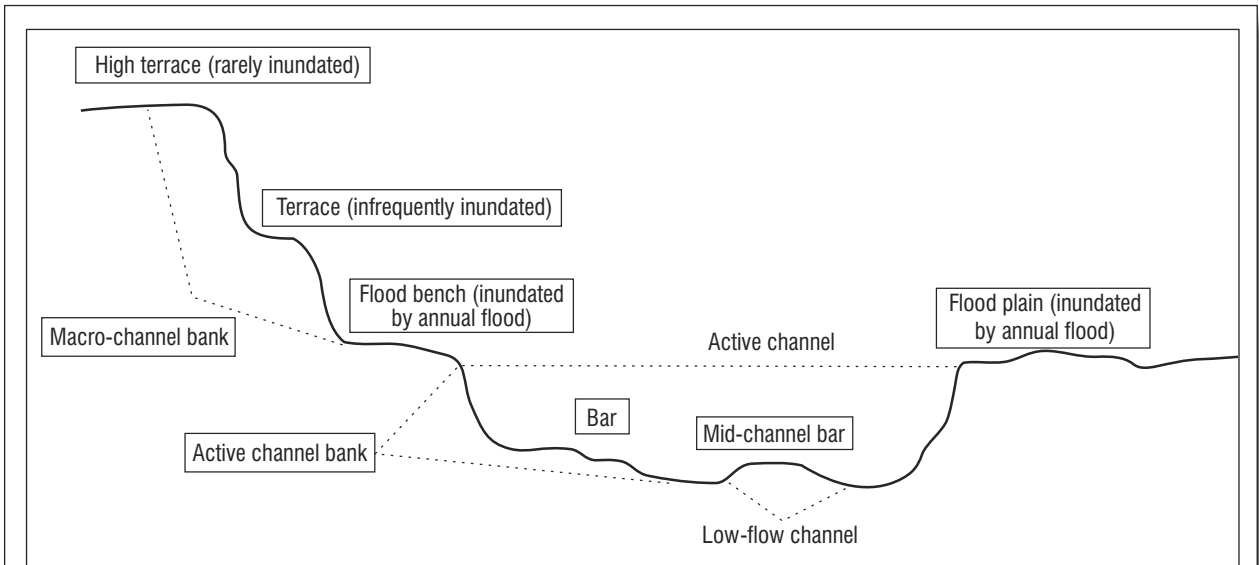 High terrace (rarely inundated)
Terrace (infrequently inundated)
Flood bench (inundated
by annual flood)
Flood plain (inundated
by annual flood)
Macro-channel bank
Active channel
Bar
Mid-channel bar
Active channel bank
Low-flow channel